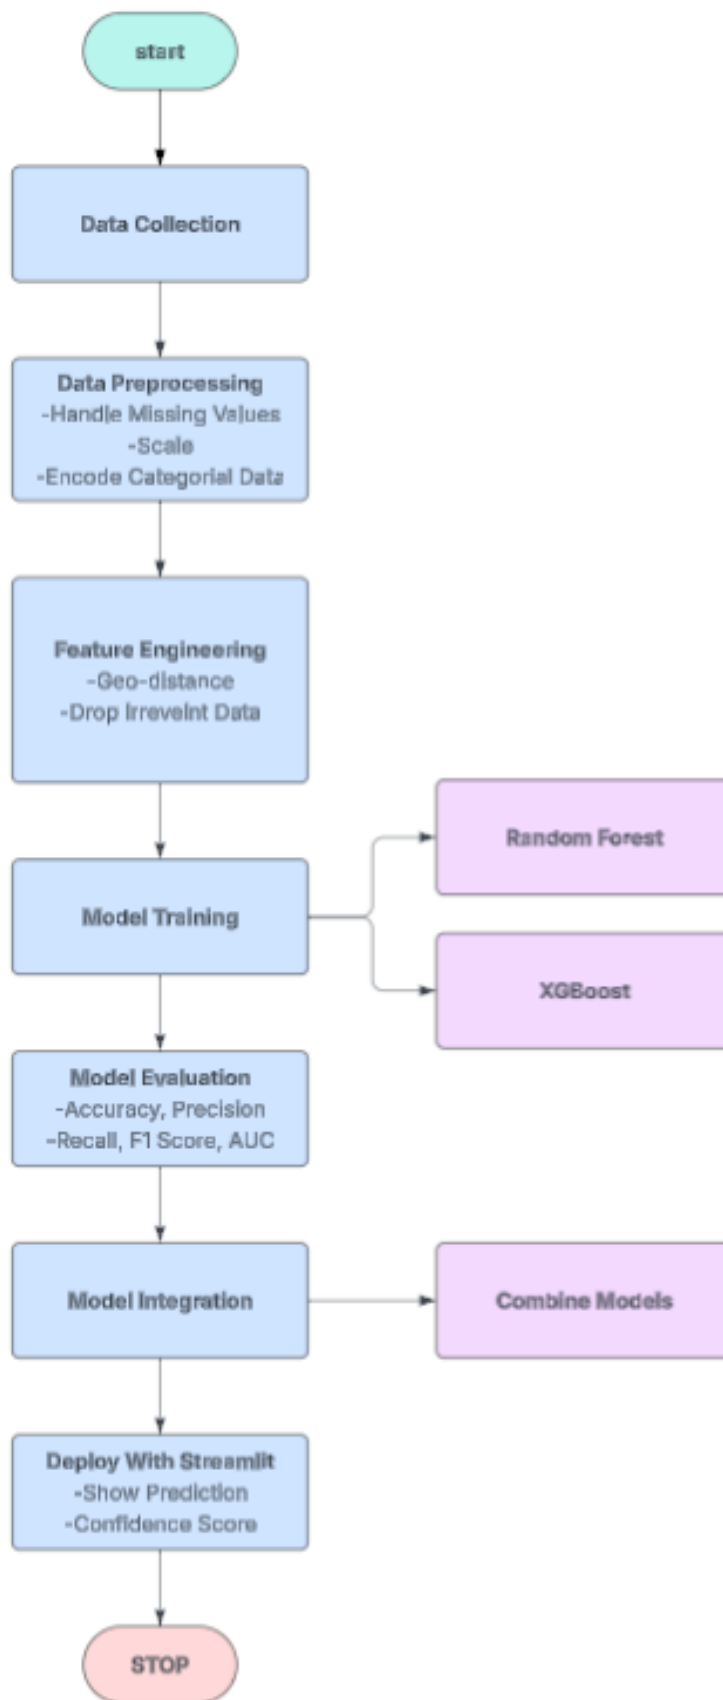 start
Data Collection
Data Preprocessing
-Handle Missing Values
-Scale
-Encode Categorial Data
Feature Engineering
-Geo-distance
-Drop Irreveint Data
Model Training
Random Forest
XGBoost
Model Evaluation
-Accuracy, Precision
-Recall, F1 Score, AUC
Model Integration
Combine Models
Deploy With Streamlit
-Show Prediction
-Confidence Score
STOP